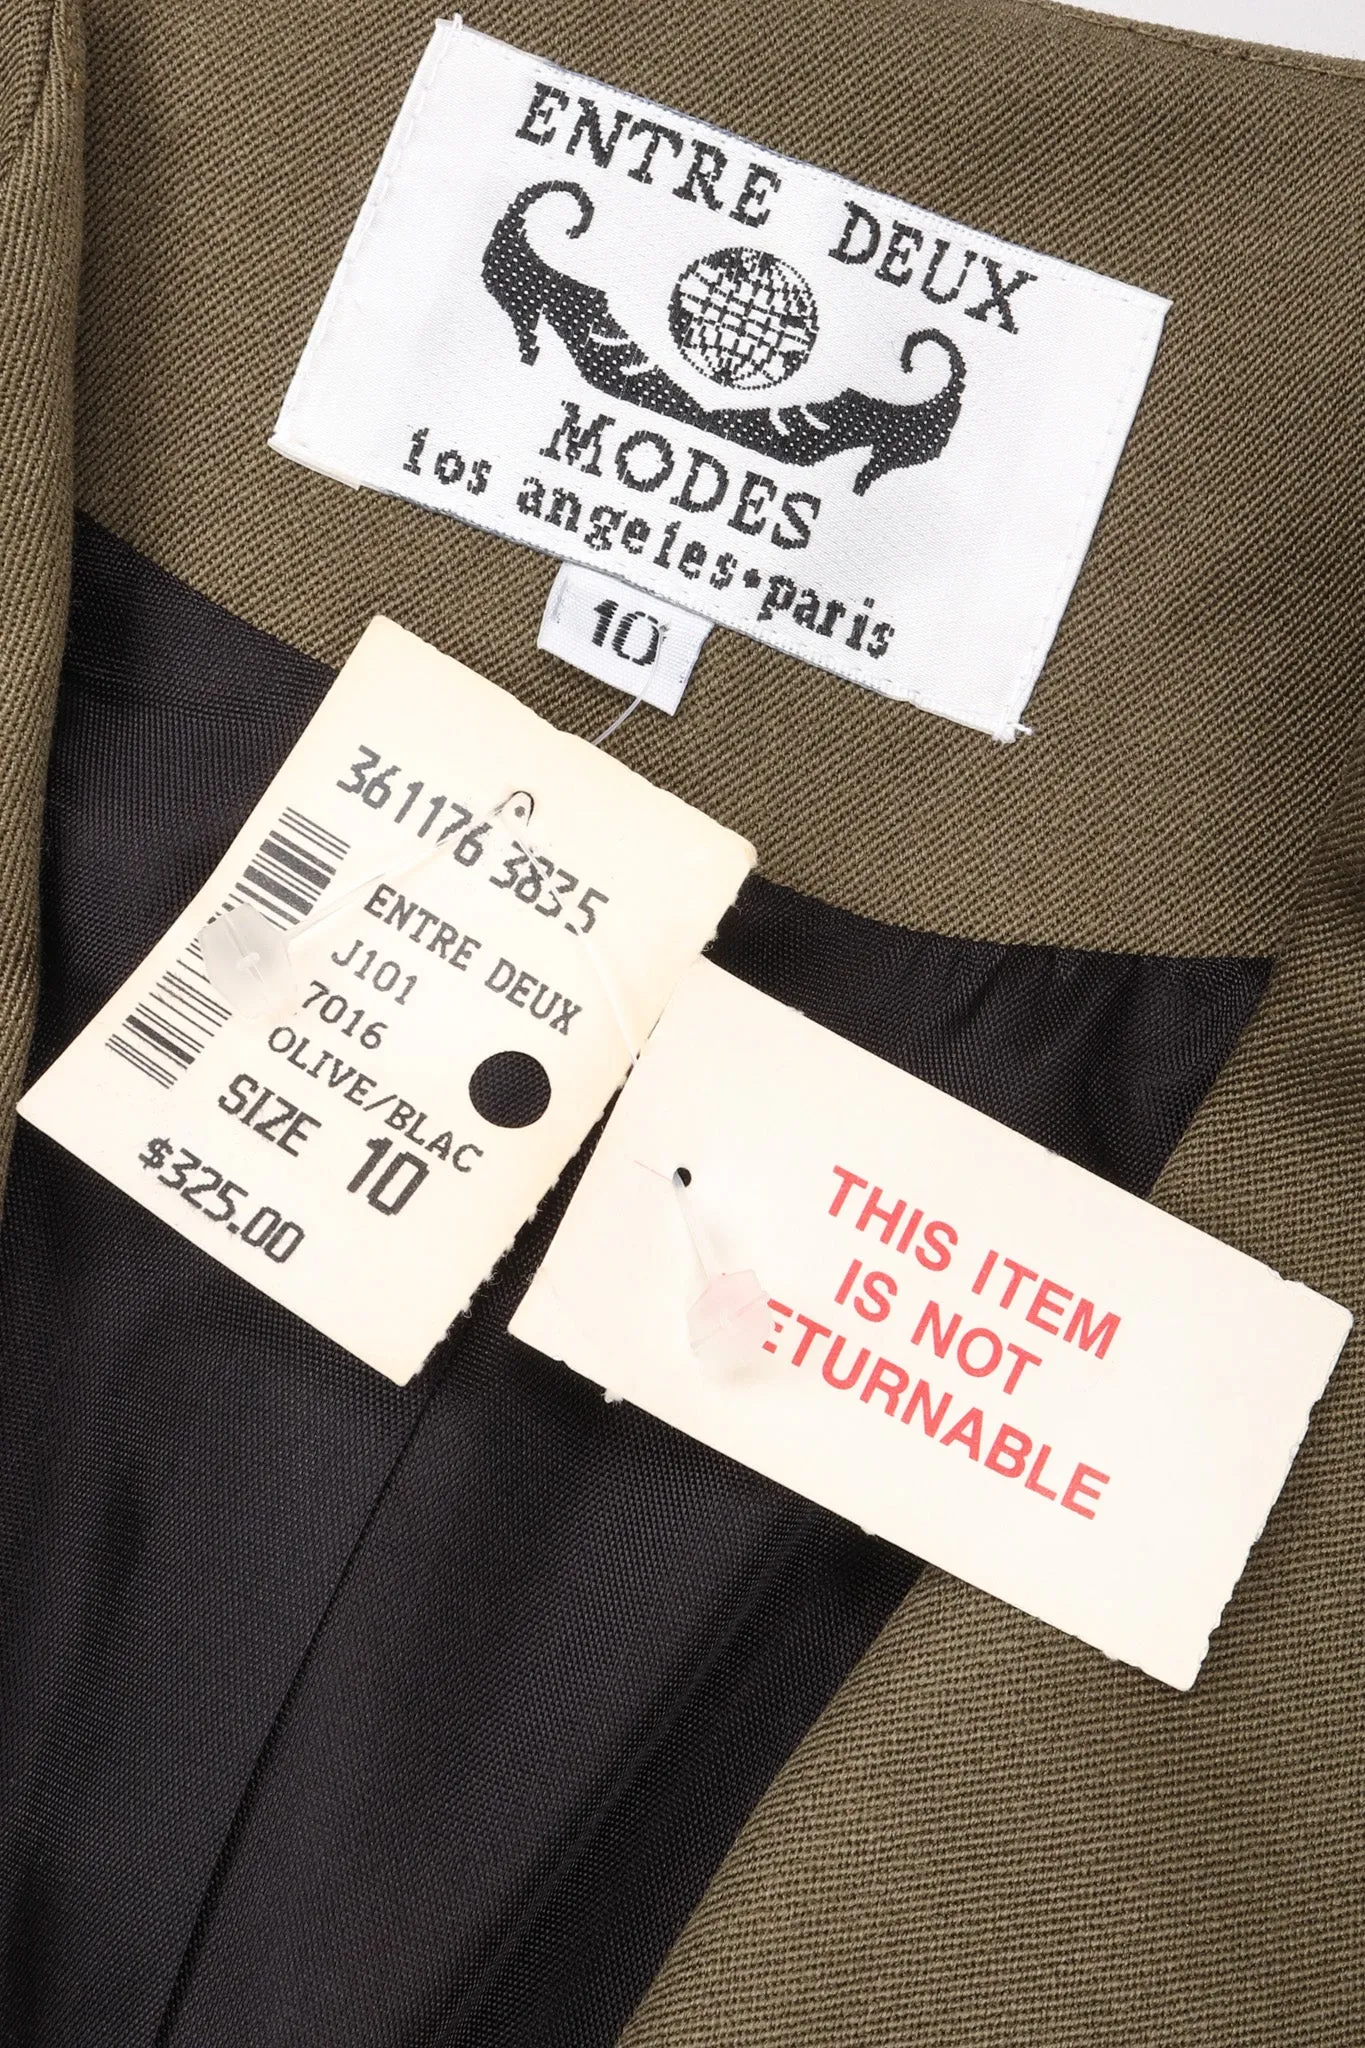 ENTRE DEUX
MODES
los angeles•paris
10
361176 3835
ENTRE DEUX
J101
7016
OLIVE/BLAC
SIZE 10
$325.00
THIS ITEM
IS NOT
ETURNABLE